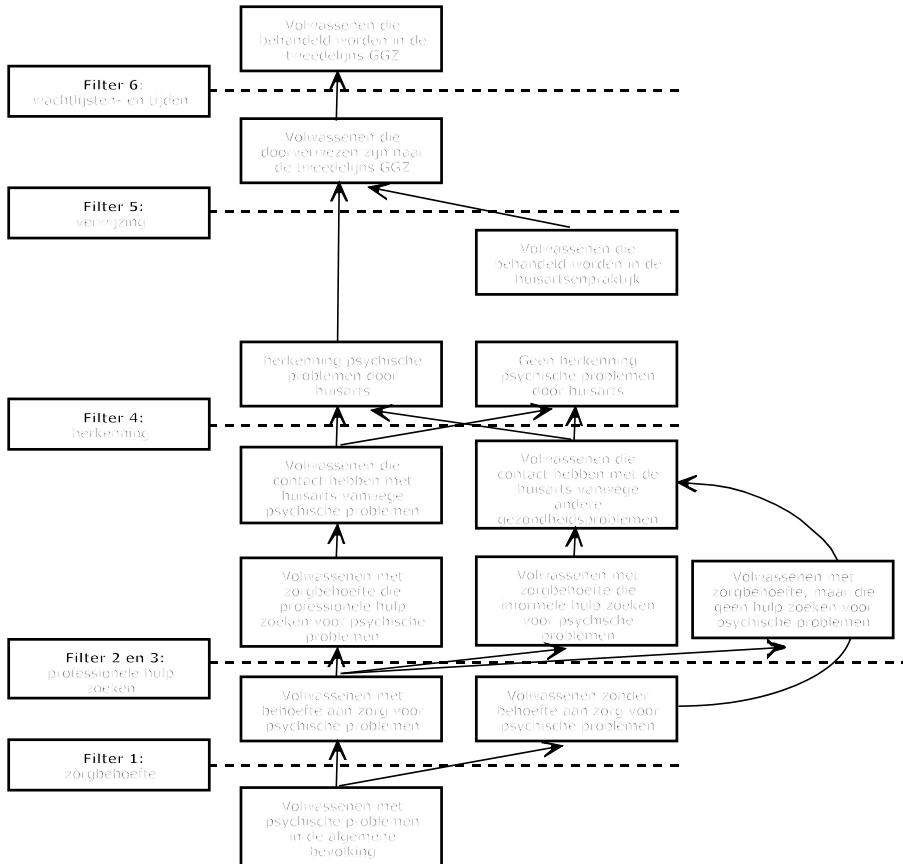 Volwassenen die
behandeld worden in de
tweedelijns GGZ
Filter 6:
wachtlijsten- en tijden
Volwassenen die
doorverwezen zijn naar
de tweedelijns GGZ
Filter 5:
verwijzing
Volwassenen die
behandeld worden in de
huisartsenpraktijk
herkenning psychische
problemen door
huisarts
Geen herkenning
psychische problemen
door huisarts
Filter 4:
herkenning
Volwassenen die
contact hebben met
huisarts vanwege
psychische problemen
Volwassenen die
contact hebben met de
huisarts vanwege
andere
gezondheidsproblemen
Volwassenen met
zorgbehoefte die
professionele hulp
zoeken voor psychische
problemen
Volwassenen met
zorgbehoefte die
informele hulp zoeken
voor psychische
problemen
Volwassenen met
zorgbehoefte, maar die
geen hulp zoeken voor
psychische problemen
Filter 2 en 3:
professionele hulp
zoeken
Volwassenen met
behoefte aan zorg voor
psychische problemen
Volwassenen zonder
behoefte aan zorg voor
psychische problemen
Filter 1:
zorgbehoefte
Volwassenen met
psychische problemen
in de algemene
bevolking